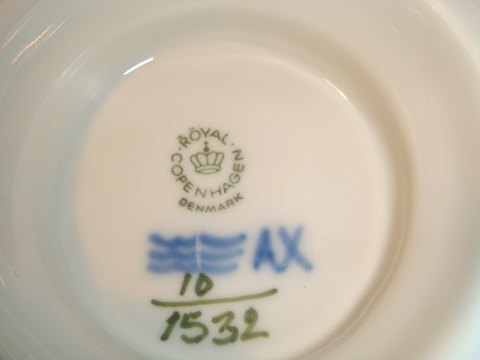 ROYAL
COPENHAGEN
DENMARK
AX
10
1532